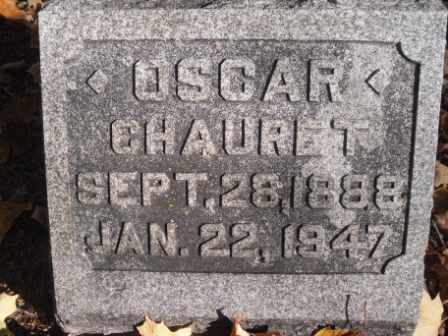 OSCAR
CHAURET
SEPT. 28, 1888
JAN. 22, 1947